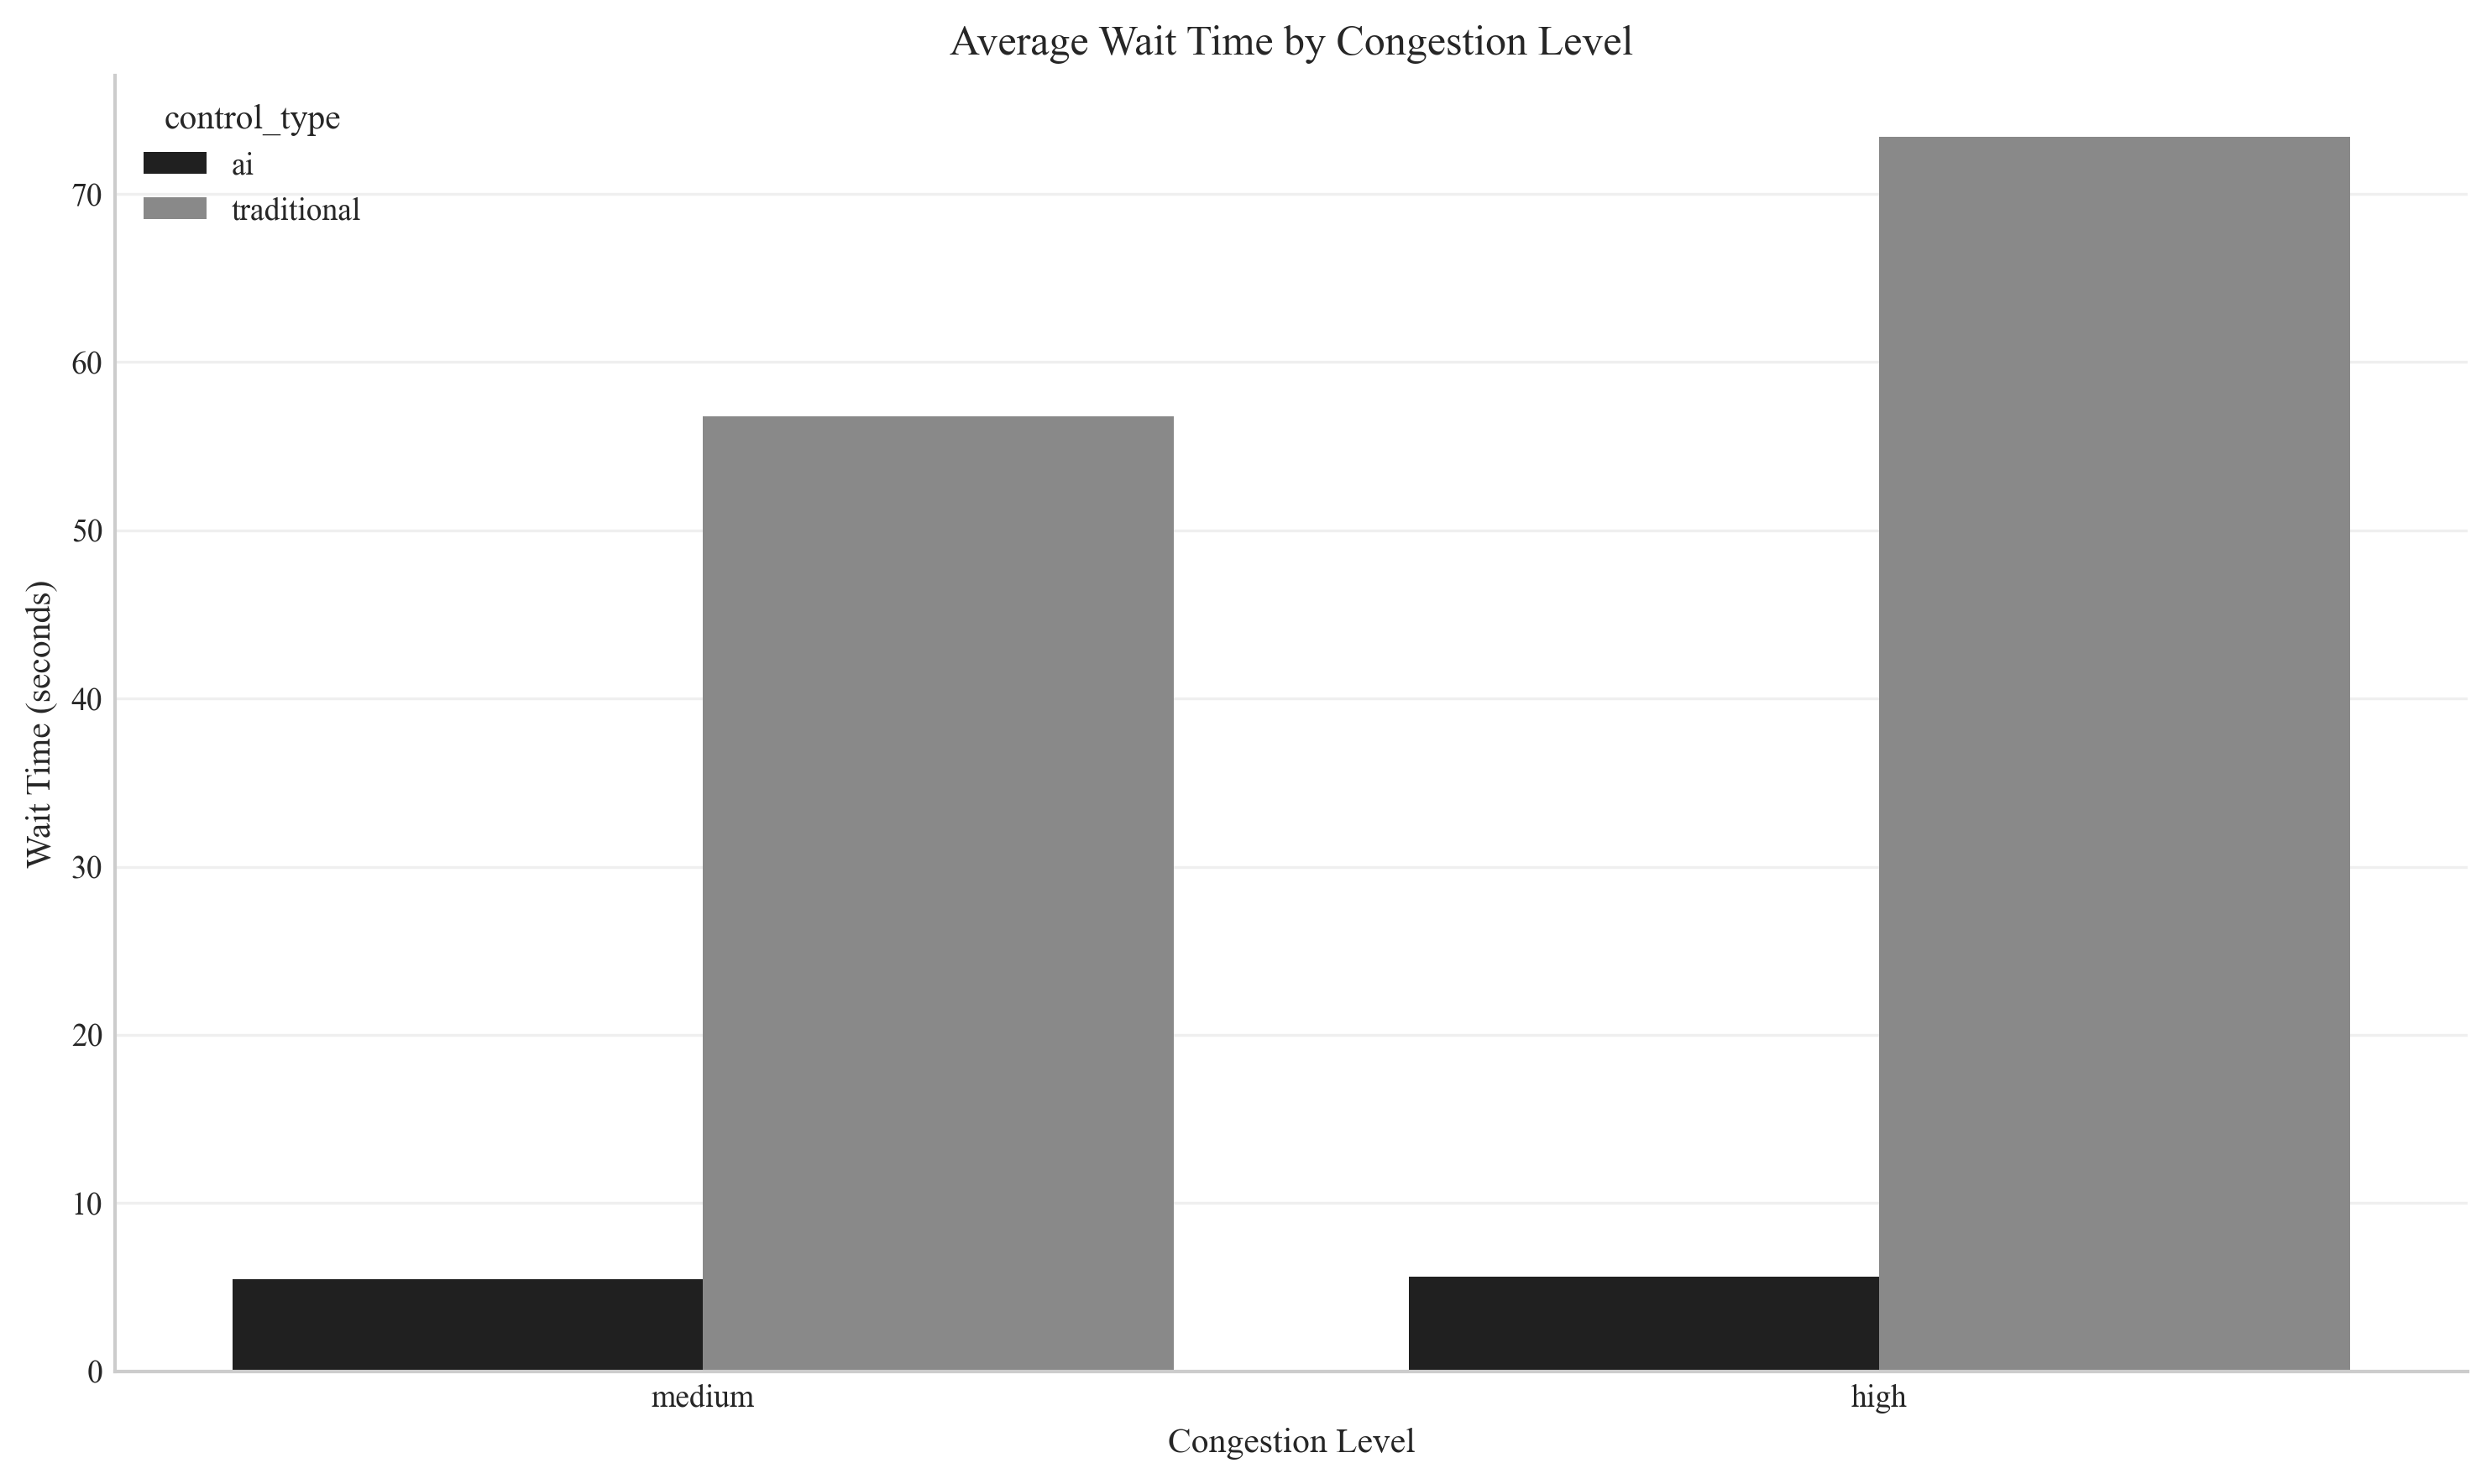 Average Wait Time by Congestion Level
control_type
ai
traditional
70
60
50
40
30
20
10
0
Wait Time (seconds)
medium
high
Congestion Level